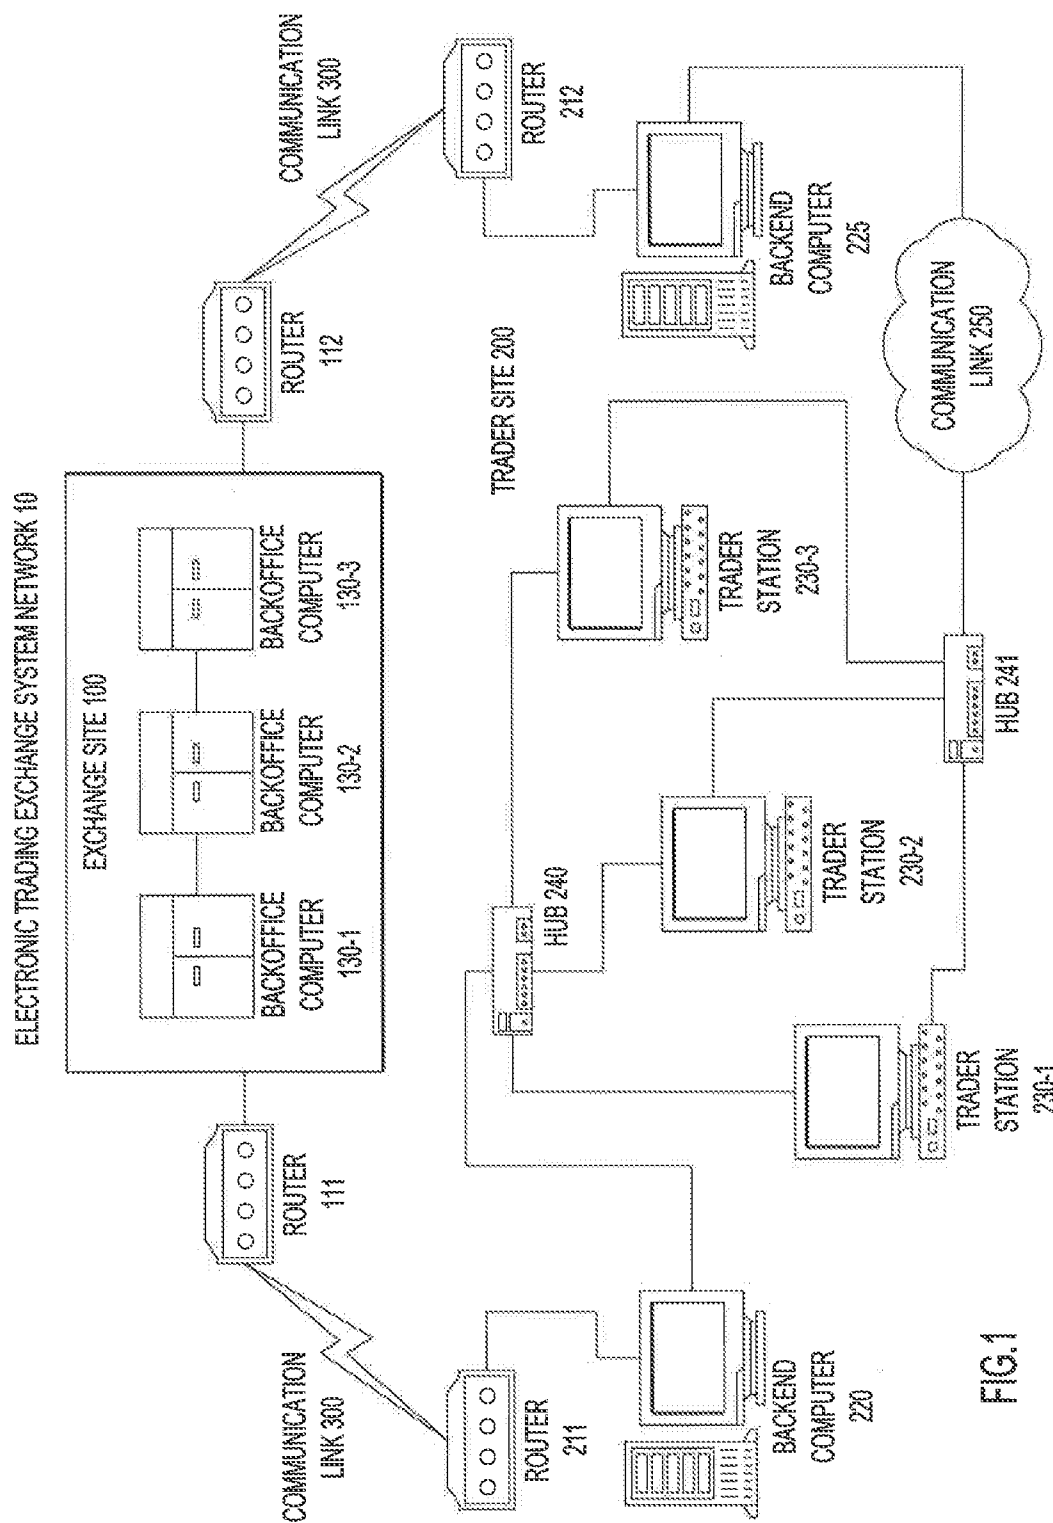 ELECTRONIC TRADING EXCHANGE SYSTEM NETWORK 10
EXCHANGE SITE 100
BACKOFFICE
COMPUTER
130-1
BACKOFFICE
COMPUTER
130-2
BACKOFFICE
COMPUTER
130-3
ROUTER
111
ROUTER
112
COMMUNICATION
LINK 300
COMMUNICATION
LINK 300
ROUTER
211
ROUTER
212
TRADER SITE 200
HUB 240
BACKEND
COMPUTER
220
TRADER
STATION
230-1
TRADER
STATION
230-2
TRADER
STATION
230-3
BACKEND
COMPUTER
225
HUB 241
COMMUNICATION
LINK 250
FIG.1